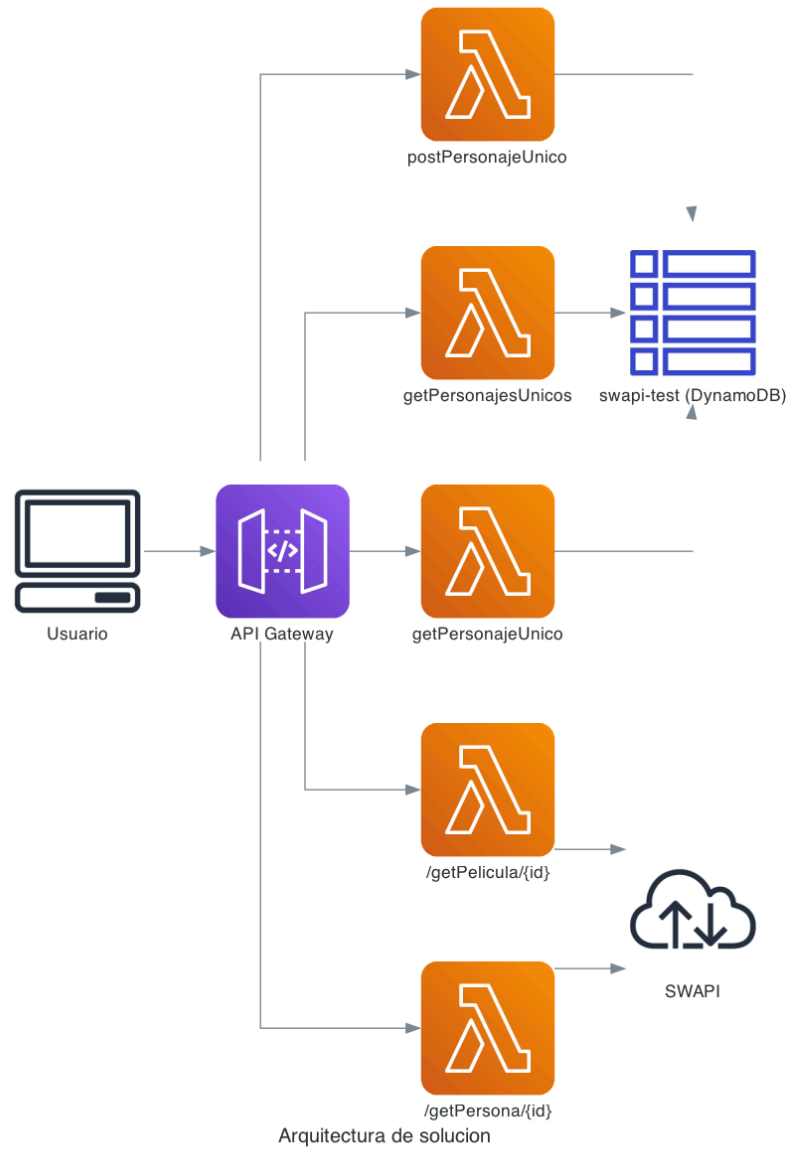 postPersonajeUnico
getPersonajesUnicos
swapi-test (DynamoDB)
Usuario
API Gateway
getPersonajeUnico
/getPelicula/{id}
SWAPI
/getPersona/{id}
Arquitectura de solucion